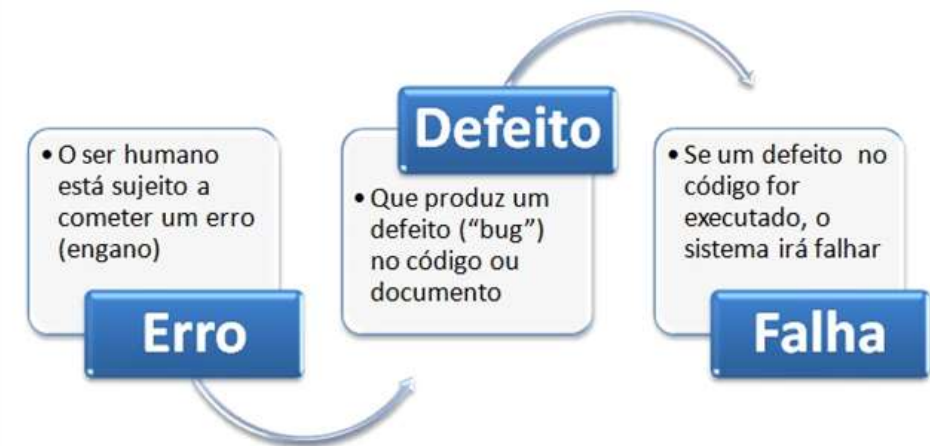 • O ser humano
está sujeito a
cometer um erro
(engano)
Erro
Defeito
• Que produz um
defeito (“bug”)
no código ou
documento
• Se um defeito no
código for
executado, o
sistema irá falhar
Falha